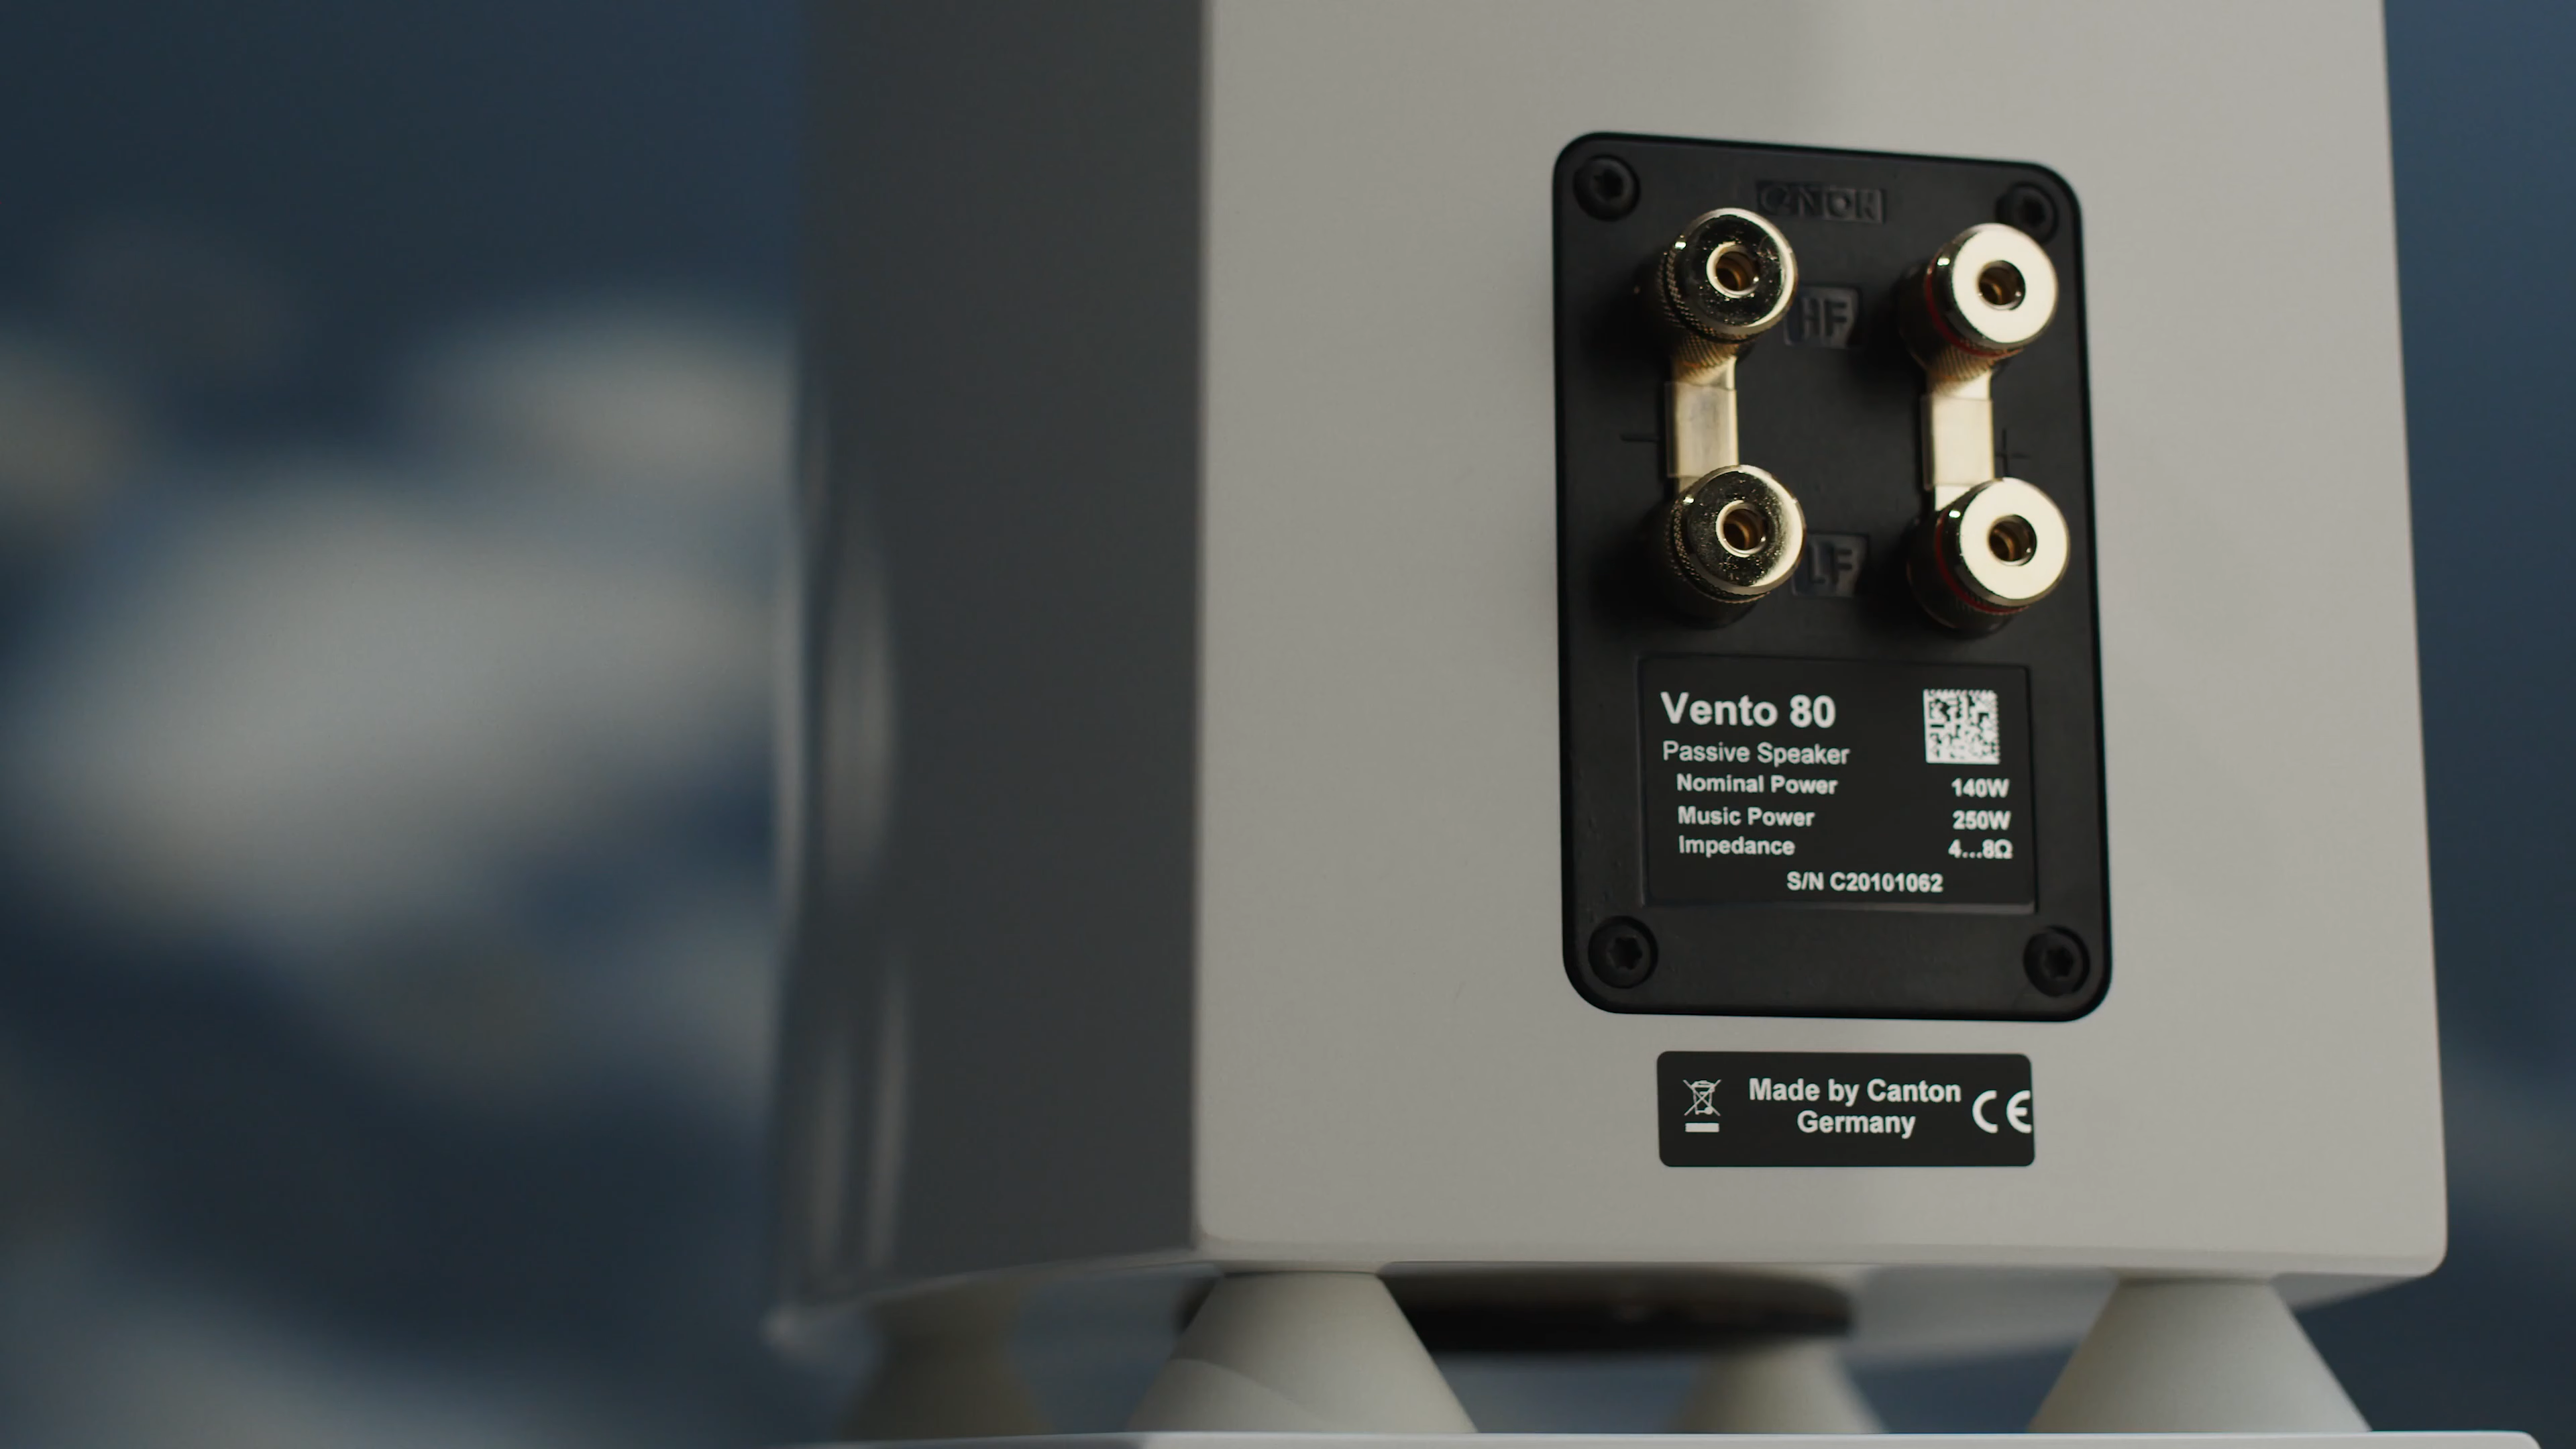 CANTON
HF
- +
LF
Vento 80
Passive Speaker
Nominal Power 140W
Music Power 250W
Impedance 4...8Ω
S/N C20101062
Made by Canton
Germany
CE